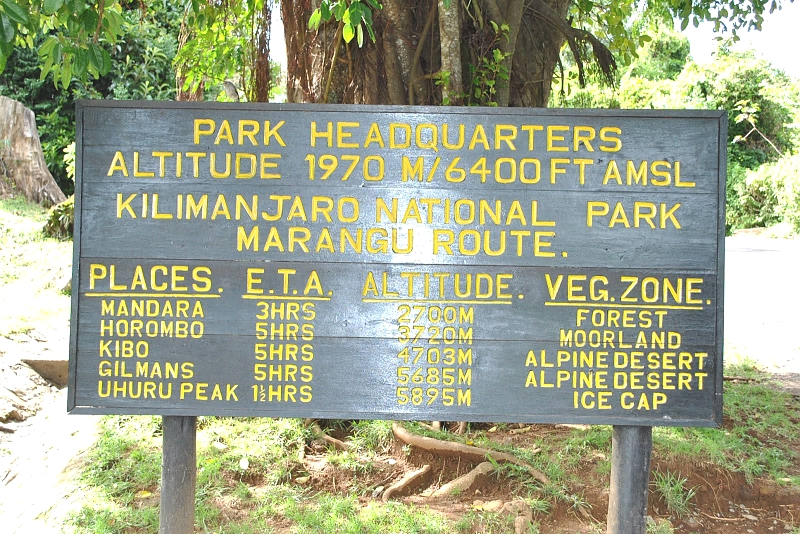 PARK HEADQUARTERS
ALTITUDE 1970 M/6400FT AMSL
KILIMANJARO NATIONAL PARK
MARANGU ROUTE.
PLACES. E.T.A. ALTITUDE. VEG. ZONE.
MANDARA 3HRS 2700M FOREST
HOROMBO 5HRS 3720M MOORLAND
KIBO 5HRS 4703M ALPINE DESERT
GILMANS 5HRS 5685M ALPINE DESERT
UHURU PEAK 1½HRS 5895M ICE CAP